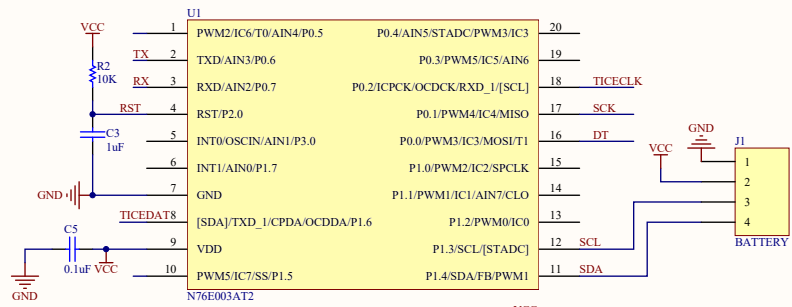 U1
VCC
R2
10K
RST
C3
1uF
GND
TX
RX
TICEDAT
C5
0.1uF
VCC
GND
1 PWM2/IC6/T0/AIN4/P0.5
2 TXD/AIN3/P0.6
3 RXD/AIN2/P0.7
4 RST/P2.0
5 INT0/OSCIN/AIN1/P3.0
6 INT1/AIN0/P1.7
7 GND
8 [SDA]/TXD_1/CPDA/OCDDA/P1.6
9 VDD
10 PWM5/IC7/SS/P1.5
P0.4/AIN5/STADC/PWM3/IC3 20
P0.3/PWM5/IC5/AIN6 19
P0.2/ICPCK/OCDCK/RXD_1/[SCL] 18 TICECLK
P0.1/PWM4/IC4/MISO 17 SCK
P0.0/PWM3/IC3/MOSI/T1 16 DT
P1.0/PWM2/IC2/SPCLK 15
P1.1/PWM1/IC1/AIN7/CLO 14
P1.2/PWM0/IC0 13
P1.3/SCL/[STADC] 12 SCL
P1.4/SDA/FB/PWM1 11 SDA
N76E003AT2
GND
VCC
J1
1
2
3
4
BATTERY